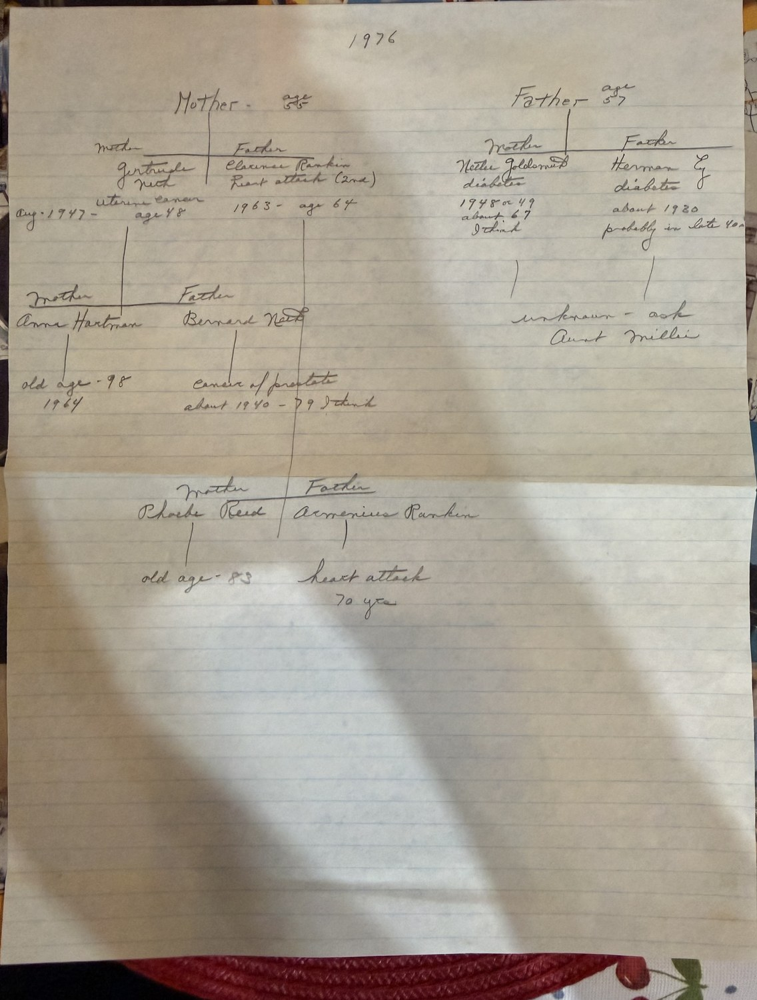 1976
Mother - age 55
Father - age 57
Mother Father
Gertrude Neth
uterine cancer
Aug. 1947 - age 48
Clarence Rankin
heart attack (2nd)
1963 - age 64
Mother Father
Nettie Goldsmith
diabetes
1948 or 49
about 67
I think
Herman Ey
diabetes
about 1930
probably in late 40s
unknown - ask
Aunt Millie
Mother Father
Anna Hartman
old age - 98
1964
Bernard Neth
cancer of prostate
about 1940 - 79 I think
Mother Father
Phoebe Reed
old age - 83
Armenius Rankin
heart attack
70 yrs